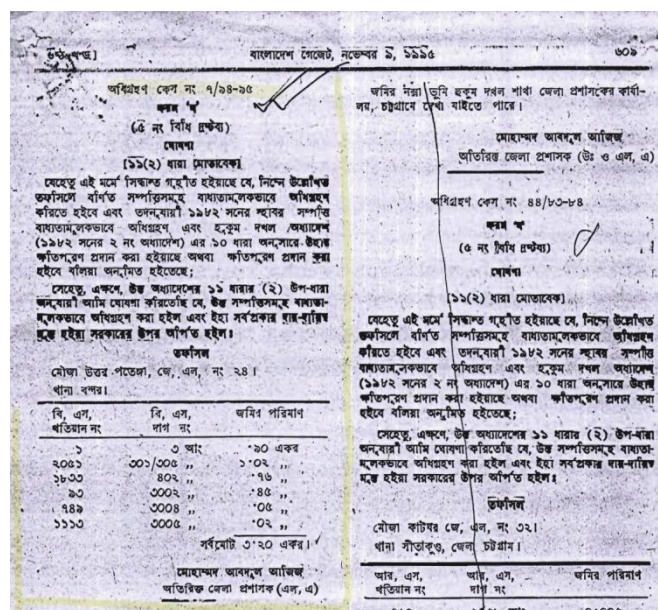 ৬ষ্ঠ খণ্ড]
বাংলাদেশ গেজেট, নভেম্বর ৯, ১৯৯৫
৬০৯
অধিগ্রহণ কেস নং ৭/৯৪-৯৫
ফরম 'ঘ'
(৫ নং বিধি দ্রষ্টব্য)
ঘোষণা
[১১(২) ধারা মোতাবেক]
যেহেতু এই মর্মে সিদ্ধান্ত গৃহীত হইয়াছে যে, নিম্নে উল্লেখিত
তফসিলে বর্ণিত সম্পত্তিসমূহ বাধ্যতামূলকভাবে অধিগ্রহণ
করিতে হইবে এবং তদনুযায়ী ১৯৮২ সনের স্থাবর সম্পত্তি
বাধ্যতামূলকভাবে অধিগ্রহণ এবং হুকুম দখল অধ্যাদেশ
(১৯৮২ সনের ২ নং অধ্যাদেশ) এর ১০ ধারা অনুসারে উহার
ক্ষতিপূরণ প্রদান করা হইয়াছে অথবা ক্ষতিপূরণ প্রদান করা
হইবে বলিয়া অনুমিত হইতেছে;
সেহেতু, এক্ষণে, উক্ত অধ্যাদেশের ১১ ধারার (২) উপ-ধারা
অনুযায়ী আমি ঘোষণা করিতেছি যে, উক্ত সম্পত্তিসমূহ বাধ্যতা-
মূলকভাবে অধিগ্রহণ করা হইল এবং ইহা সর্বপ্রকার দায়-দায়িত্ব
মুক্ত হইয়া সরকারের উপর অর্পিত হইল।
তফসিল
মৌজা উত্তর পতেঙ্গা, জে, এল, নং ২৪।
থানা বন্দর।
বি, এস, বি, এস, জমির পরিমাণ
খতিয়ান নং দাগ নং
১ ৩ আং ·৯০ একর
২০৫১ ৩০১/৩০৫ ,, ১·০২ ,,
১৮৩৩ ৪০২ ,, ·৭৬ ,,
৯৩ ৩০০২ ,, ·৪৫ ,,
৭৪৯ ৩০০৪ ,, ·০৫ ,,
১১১৩ ৩০০৫ ,, ·০২ ,,
সর্বমোট ৩·২০ একর।
মোহাম্মদ আবদুল আজিজ
অতিরিক্ত জেলা প্রশাসক (এল, এ)
জমির নক্সা ভূমি হুকুম দখল শাখা জেলা প্রশাসকের কার্যা-
লয়, চট্টগ্রামে দেখা যাইতে পারে।
মোহাম্মদ আবদুল আজিজ
অতিরিক্ত জেলা প্রশাসক (উঃ ও এল, এ)
অধিগ্রহণ কেস নং ৪৪/৮৩-৮৪
ফরম 'ঘ'
(৫ নং বিধি দ্রষ্টব্য)
ঘোষণা
[১১(২) ধারা মোতাবেক]
যেহেতু এই মর্মে সিদ্ধান্ত গৃহীত হইয়াছে যে, নিম্নে উল্লেখিত
তফসিলে বর্ণিত সম্পত্তিসমূহ বাধ্যতামূলকভাবে অধিগ্রহণ
করিতে হইবে এবং তদনুযায়ী ১৯৮২ সনের স্থাবর সম্পত্তি
বাধ্যতামূলকভাবে অধিগ্রহণ এবং হুকুম দখল অধ্যাদেশ
(১৯৮২ সনের ২ নং অধ্যাদেশ) এর ১০ ধারা অনুসারে উহার
ক্ষতিপূরণ প্রদান করা হইয়াছে অথবা ক্ষতিপূরণ প্রদান করা
হইবে বলিয়া অনুমিত হইতেছে;
সেহেতু, এক্ষণে, উক্ত অধ্যাদেশের ১১ ধারার (২) উপ-ধারা
অনুযায়ী আমি ঘোষণা করিতেছি যে, উক্ত সম্পত্তিসমূহ বাধ্যতা-
মূলকভাবে অধিগ্রহণ করা হইল এবং ইহা সর্বপ্রকার দায়-দায়িত্ব
মুক্ত হইয়া সরকারের উপর অর্পিত হইল।
তফসিল
মৌজা কাটঘর জে, এল, নং ৩২।
থানা সীতাকুণ্ড, জেলা চট্টগ্রাম।
আর, এস, আর, এস, জমির পরিমাণ
খতিয়ান নং দাগ নং